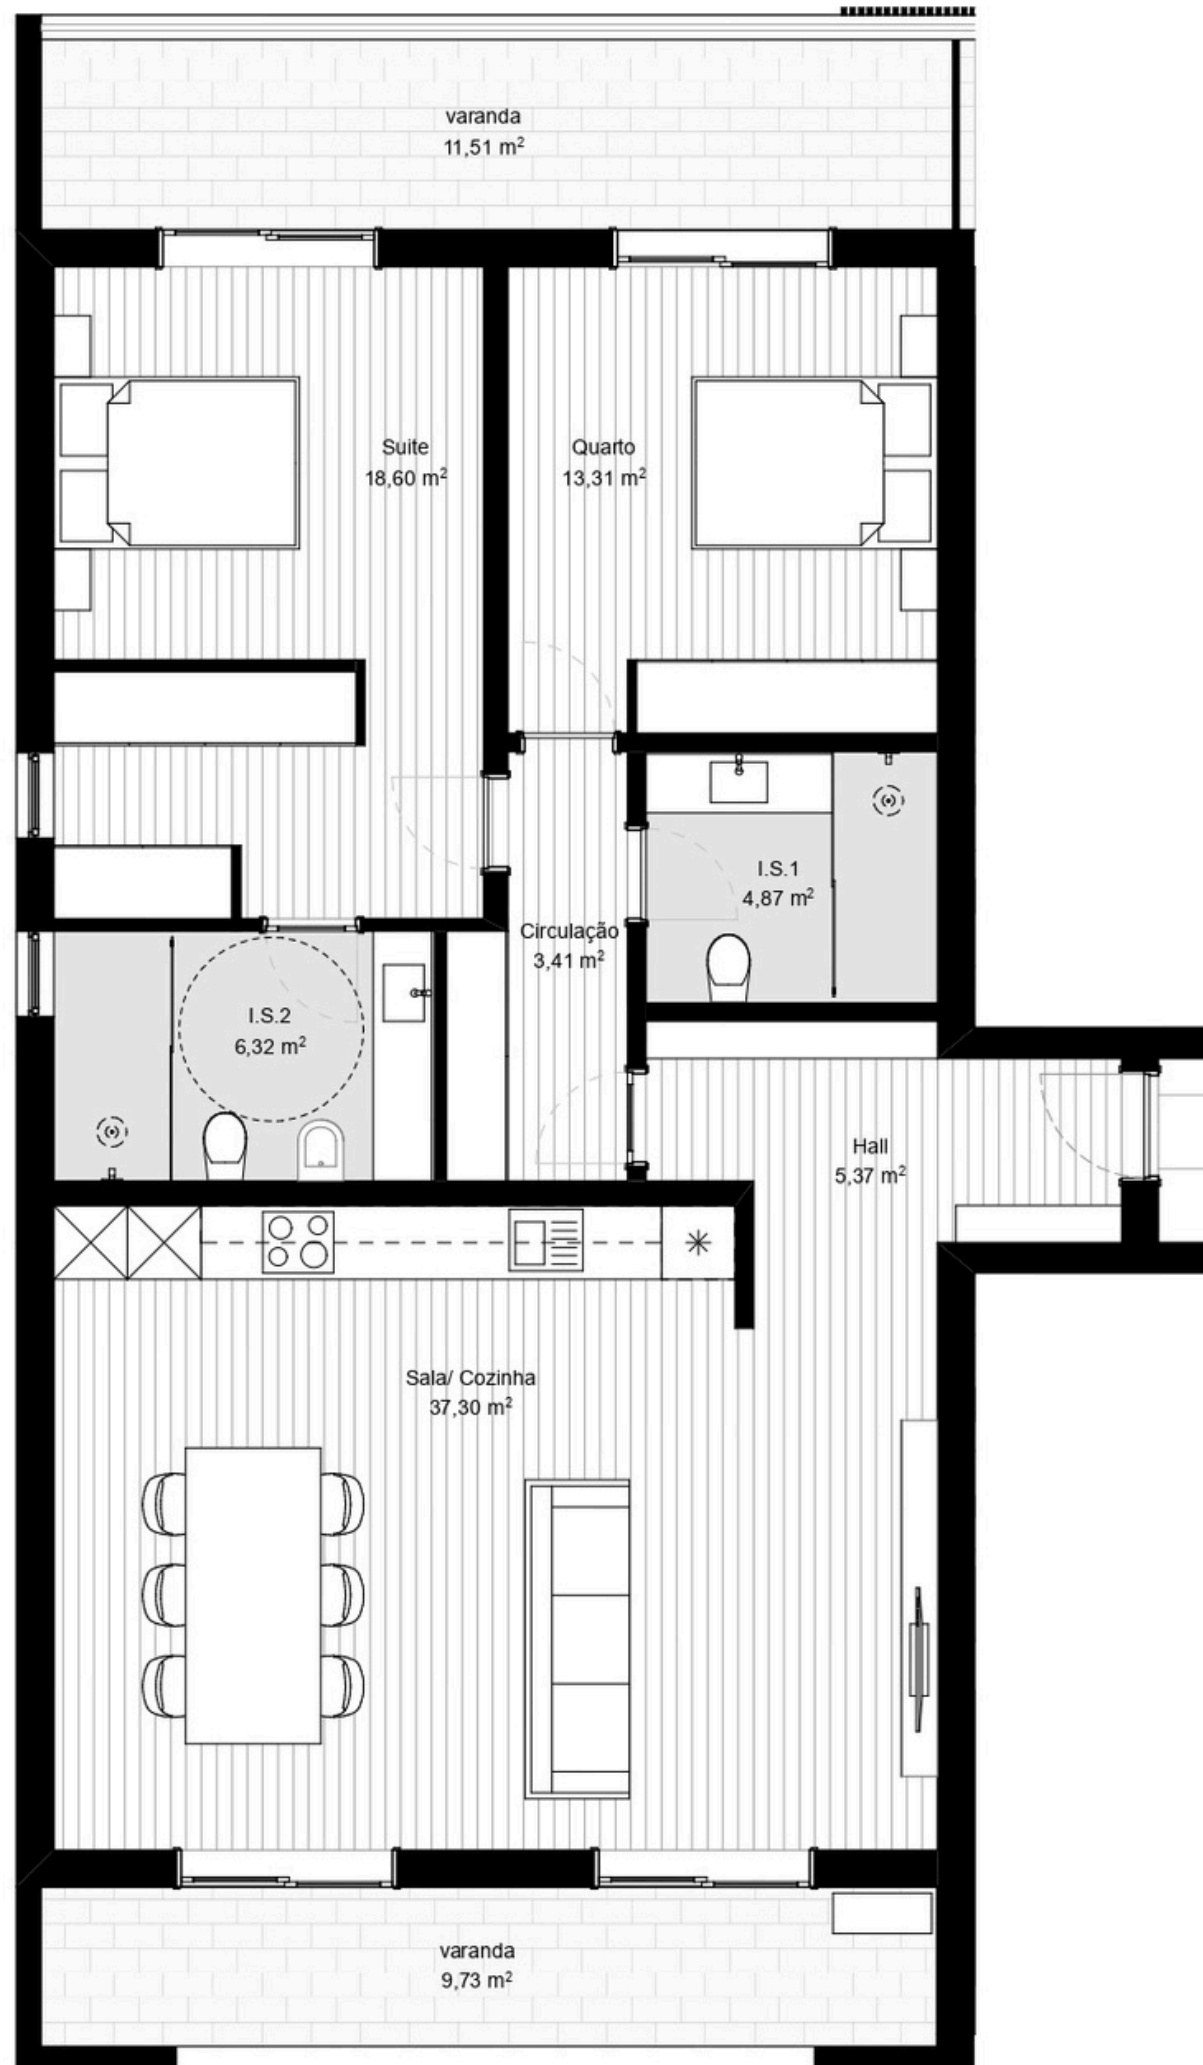 varanda
11,51 m²
Suite
18,60 m²
Quarto
13,31 m²
I.S.1
4,87 m²
Circulação
3,41 m²
I.S.2
6,32 m²
Hall
5,37 m²
Sala/ Cozinha
37,30 m²
varanda
9,73 m²